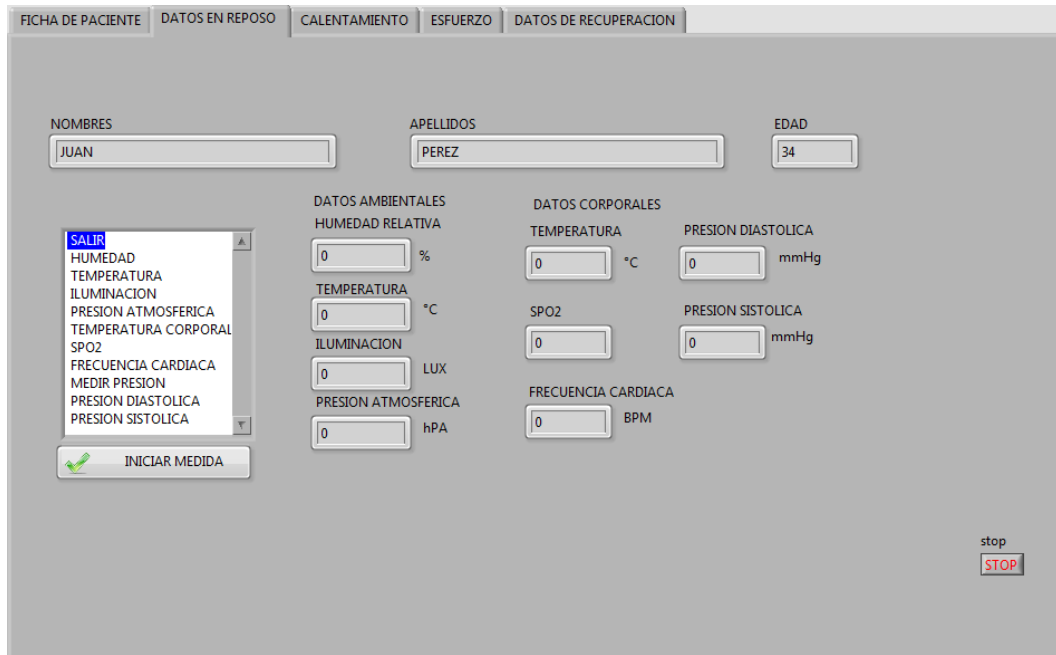 FICHA DE PACIENTE DATOS EN REPOSO CALENTAMIENTO ESFUERZO DATOS DE RECUPERACION
NOMBRES APELLIDOS EDAD
JUAN PEREZ 34
SALIR
HUMEDAD
TEMPERATURA
ILUMINACION
PRESION ATMOSFERICA
TEMPERATURA CORPORAL
SPO2
FRECUENCIA CARDIACA
MEDIR PRESION
PRESION DIASTOLICA
PRESION SISTOLICA
INICIAR MEDIDA
DATOS AMBIENTALES
HUMEDAD RELATIVA
0 %
TEMPERATURA
0 °C
ILUMINACION
0 LUX
PRESION ATMOSFERICA
0 hPA
DATOS CORPORALES
TEMPERATURA PRESION DIASTOLICA
0 °C 0 mmHg
SPO2 PRESION SISTOLICA
0 0 mmHg
FRECUENCIA CARDIACA
0 BPM
stop
STOP